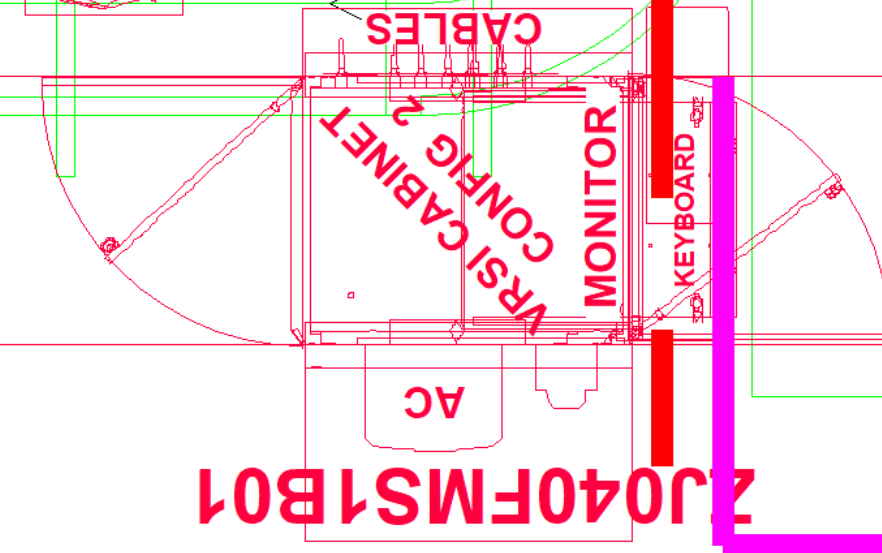 CABLES
VRSI CABINET
CONFIG 2
MONITOR
KEYBOARD
AC
ZJ040FMS1B01